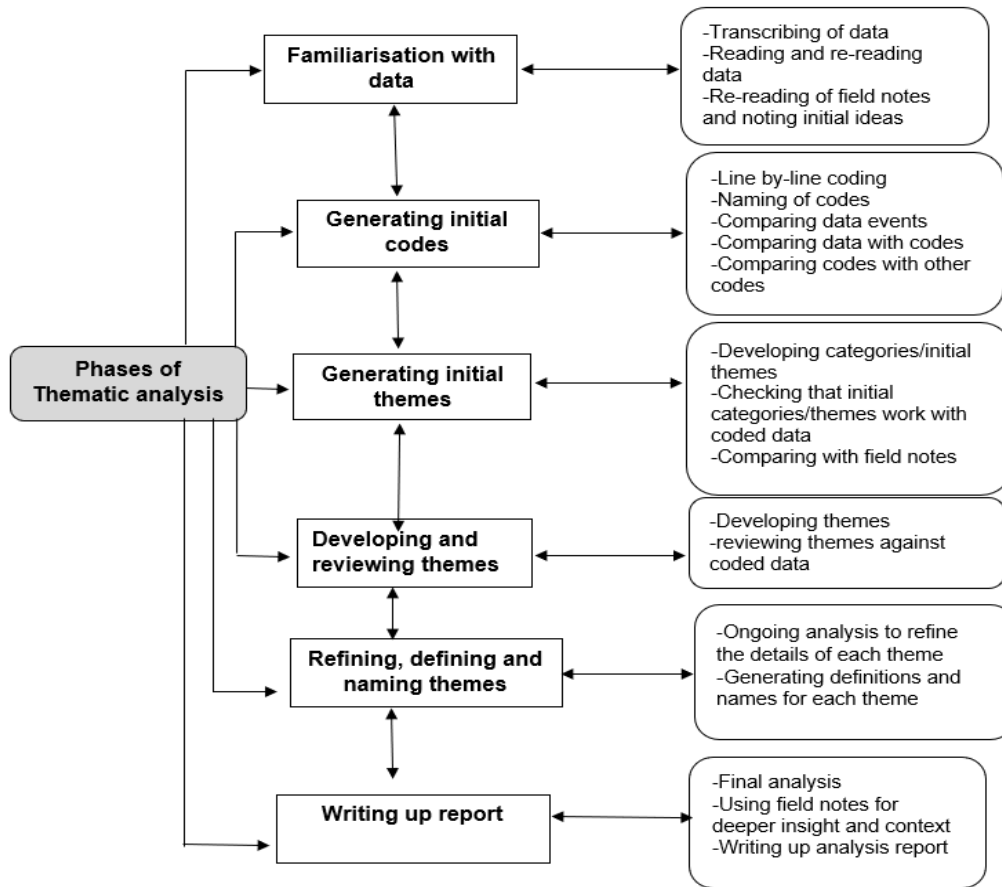 Familiarisation with
data
-Transcribing of data
-Reading and re-reading
data
-Re-reading of field notes
and noting initial ideas
Generating initial
codes
-Line by-line coding
-Naming of codes
-Comparing data events
-Comparing data with codes
-Comparing codes with other
codes
Phases of
Thematic analysis
Generating initial
themes
-Developing categories/initial
themes
-Checking that initial
categories/themes work with
coded data
-Comparing with field notes
Developing and
reviewing themes
-Developing themes
-reviewing themes against
coded data
Refining, defining and
naming themes
-Ongoing analysis to refine
the details of each theme
-Generating definitions and
names for each theme
Writing up report
-Final analysis
-Using field notes for
deeper insight and context
-Writing up analysis report